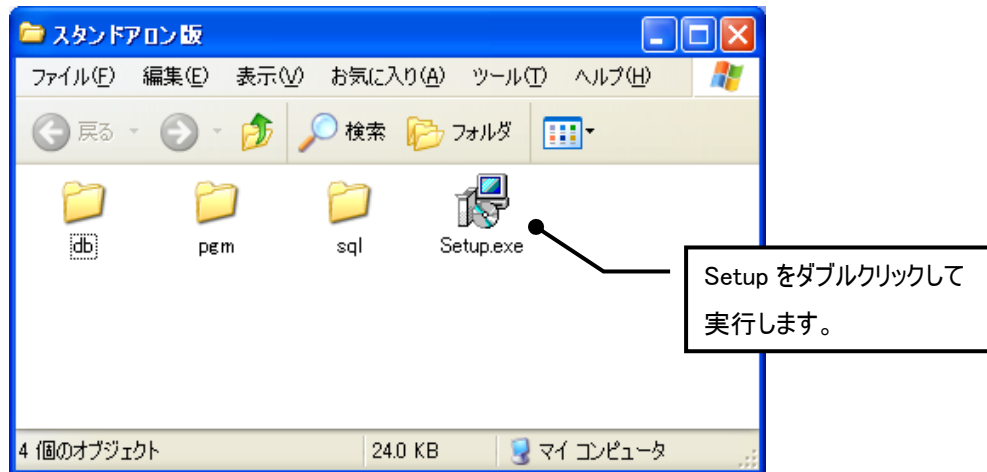 スタンドアロン版
ファイル(F) 編集(E) 表示(V) お気に入り(A) ツール(T) ヘルプ(H)
戻る 検索 フォルダ
db pgm sql Setup.exe
Setup をダブルクリックして
実行します。
4 個のオブジェクト 24.0 KB マイ コンピュータ